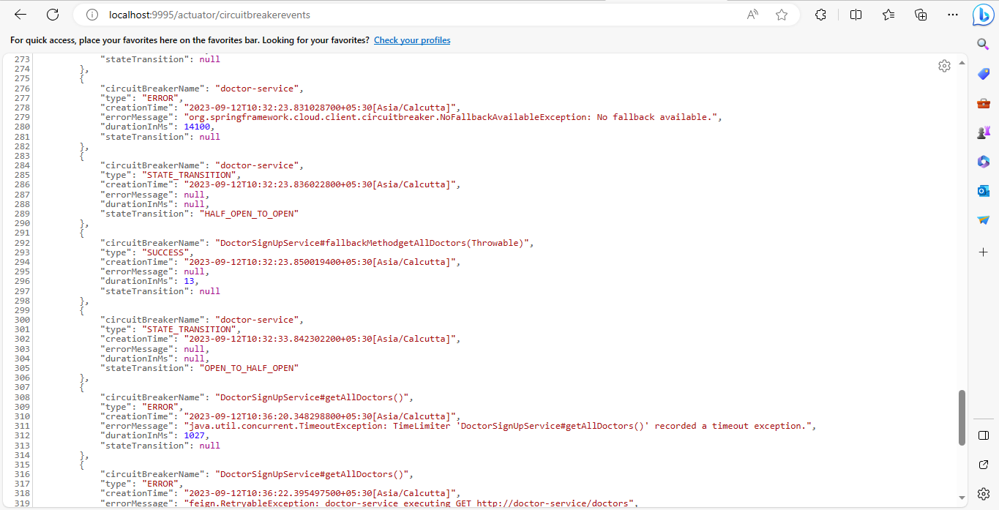 localhost:9995/actuator/circuitbreakerevents
For quick access, place your favorites here on the favorites bar. Looking for your favorites? Check your profiles
273 "stateTransition": null
274 },
275 {
276 "circuitBreakerName": "doctor-service",
277 "type": "ERROR",
278 "creationTime": "2023-09-12T10:32:23.831028700+05:30[Asia/Calcutta]",
279 "errorMessage": "org.springframework.cloud.client.circuitbreaker.NoFallbackAvailableException: No fallback available.",
280 "durationInMs": 14100,
281 "stateTransition": null
282 },
283 {
284 "circuitBreakerName": "doctor-service",
285 "type": "STATE_TRANSITION",
286 "creationTime": "2023-09-12T10:32:23.836022800+05:30[Asia/Calcutta]",
287 "errorMessage": null,
288 "durationInMs": null,
289 "stateTransition": "HALF_OPEN_TO_OPEN"
290 },
291 {
292 "circuitBreakerName": "DoctorSignUpService#fallbackMethodgetAllDoctors(Throwable)",
293 "type": "SUCCESS",
294 "creationTime": "2023-09-12T10:32:23.850019400+05:30[Asia/Calcutta]",
295 "errorMessage": null,
296 "durationInMs": 13,
297 "stateTransition": null
298 },
299 {
300 "circuitBreakerName": "doctor-service",
301 "type": "STATE_TRANSITION",
302 "creationTime": "2023-09-12T10:32:33.842302200+05:30[Asia/Calcutta]",
303 "errorMessage": null,
304 "durationInMs": null,
305 "stateTransition": "OPEN_TO_HALF_OPEN"
306 },
307 {
308 "circuitBreakerName": "DoctorSignUpService#getAllDoctors()",
309 "type": "ERROR",
310 "creationTime": "2023-09-12T10:36:20.348298800+05:30[Asia/Calcutta]",
311 "errorMessage": "java.util.concurrent.TimeoutException: TimeLimiter 'DoctorSignUpService#getAllDoctors()' recorded a timeout exception.",
312 "durationInMs": 1027,
313 "stateTransition": null
314 },
315 {
316 "circuitBreakerName": "DoctorSignUpService#getAllDoctors()",
317 "type": "ERROR",
318 "creationTime": "2023-09-12T10:36:22.395497500+05:30[Asia/Calcutta]",
319 "errorMessage": "feign.RetryableException: doctor-service executing GET http://doctor-service/doctors",